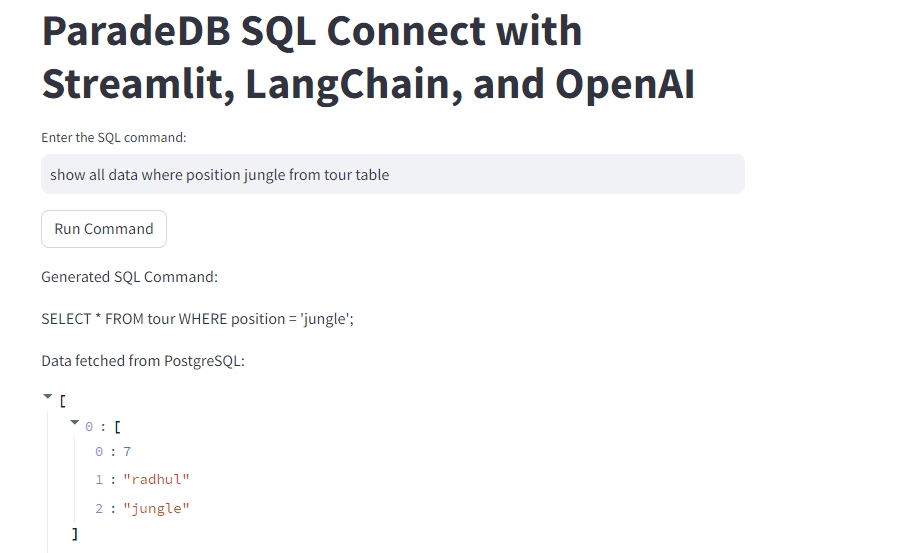 ParadeDB SQL Connect with
Streamlit, LangChain, and OpenAI
Enter the SQL command:
show all data where position jungle from tour table
Run Command
Generated SQL Command:
SELECT * FROM tour WHERE position = 'jungle';
Data fetched from PostgreSQL:
[
0 : [
0 : 7
1 : "radhul"
2 : "jungle"
]